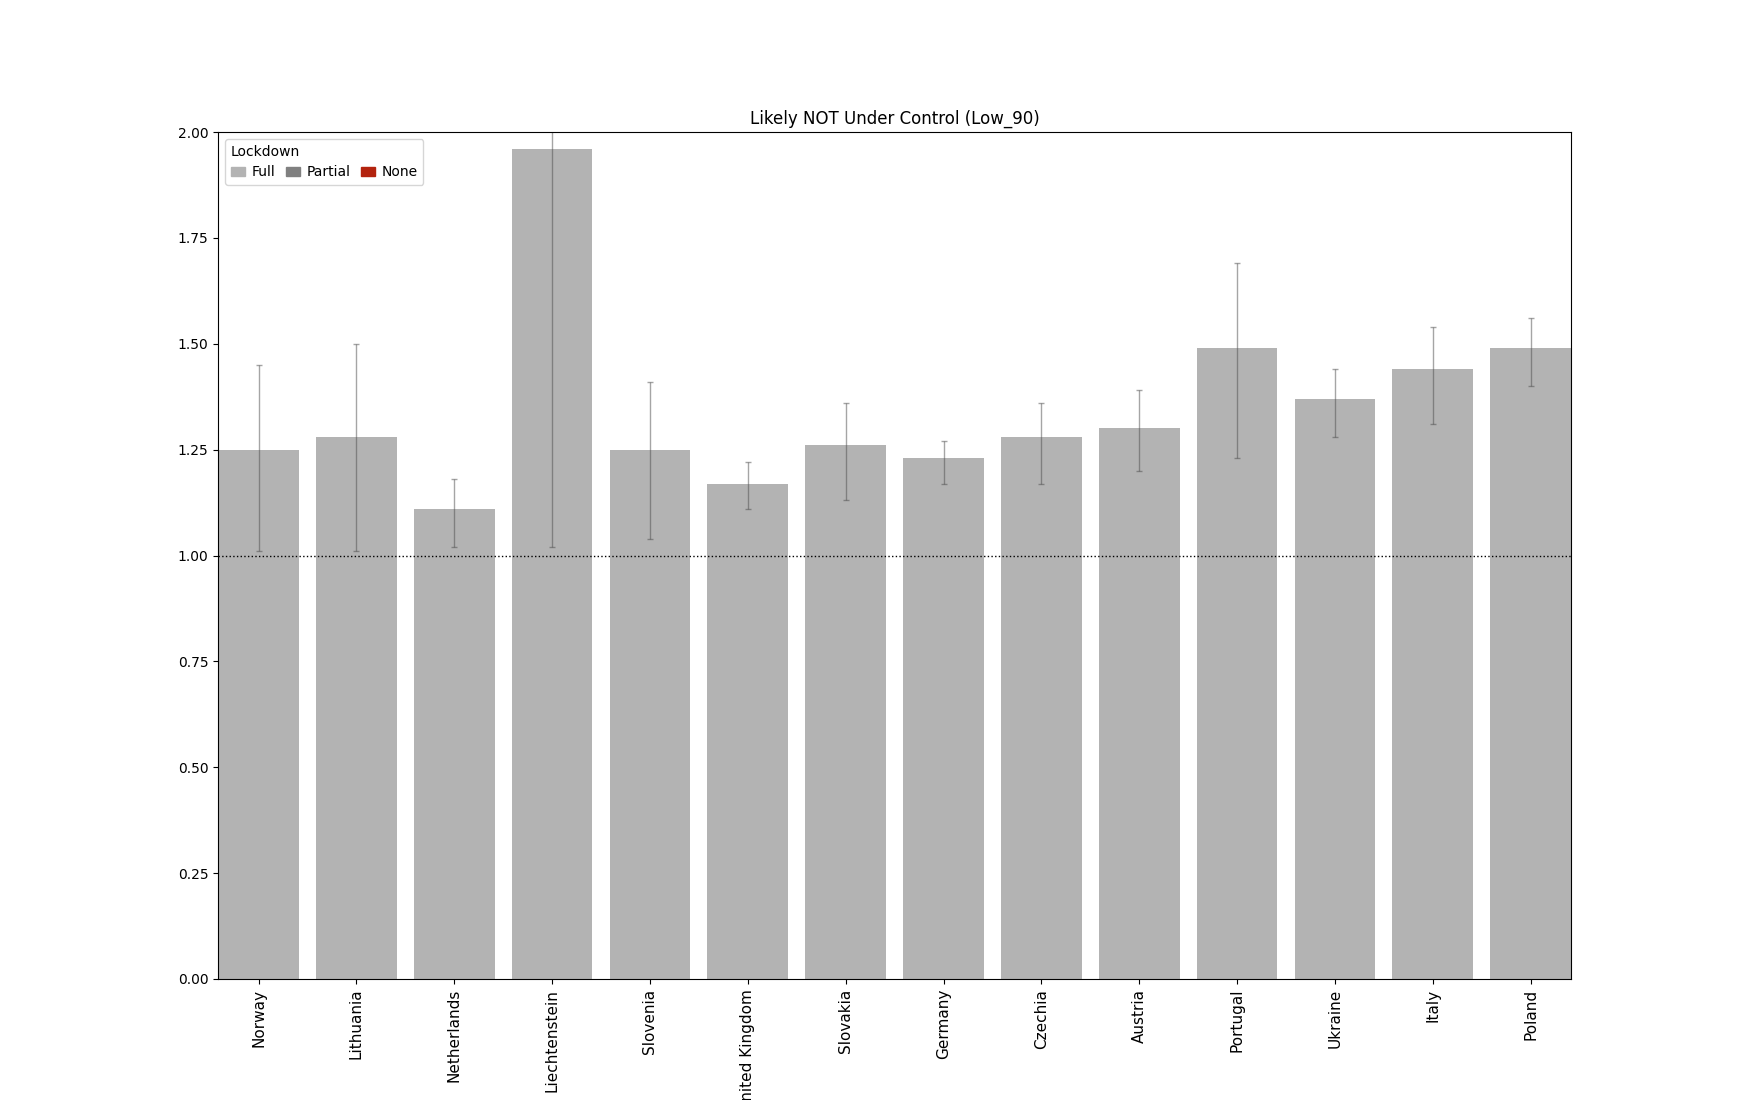 Likely NOT Under Control (Low_90)
Lockdown
Full Partial None
2.00
1.75
1.50
1.25
1.00
0.75
0.50
0.25
0.00
Norway
Lithuania
Netherlands
Liechtenstein
Slovenia
nited Kingdom
Slovakia
Germany
Czechia
Austria
Portugal
Ukraine
Italy
Poland